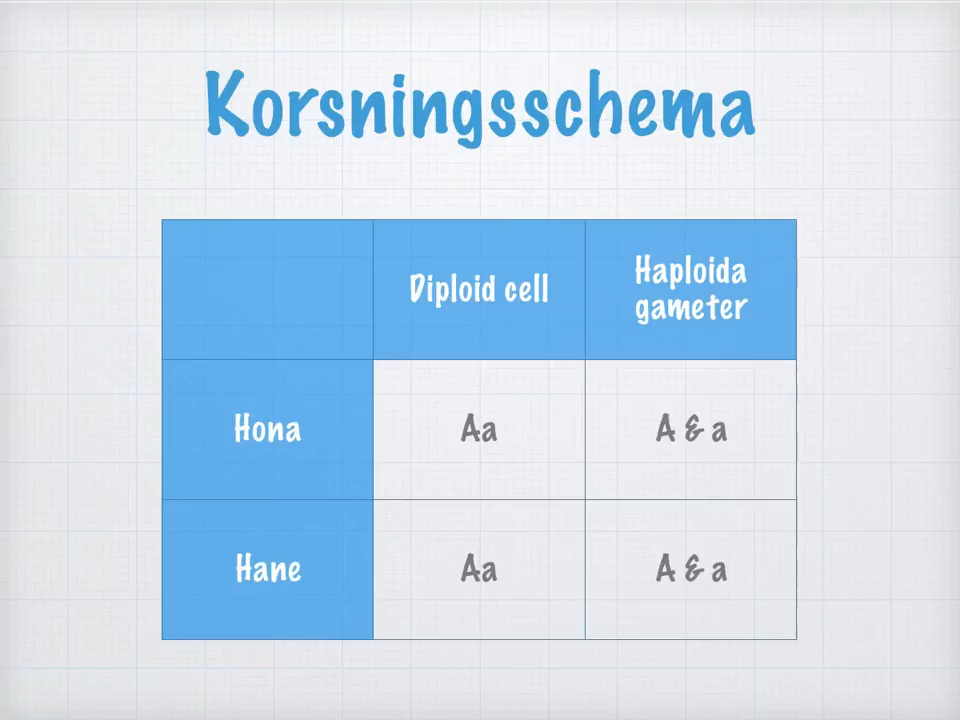 Korsningsschema
Diploid cell
Haploida
gameter
Hona
Aa
A & a
Hane
Aa
A & a